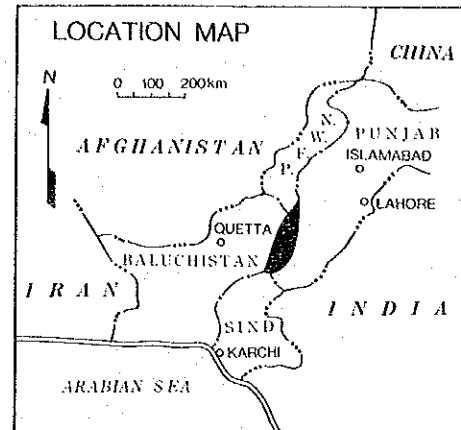 LOCATION MAP
CHINA
N
0 100 200km
N.
W.
F.
P.
PUNJAB
AFGHANISTAN
ISLAMABAD
LAHORE
QUETTA
BALUCHISTAN
IRAN
INDIA
SIND
KARCHI
ARABIAN SEA